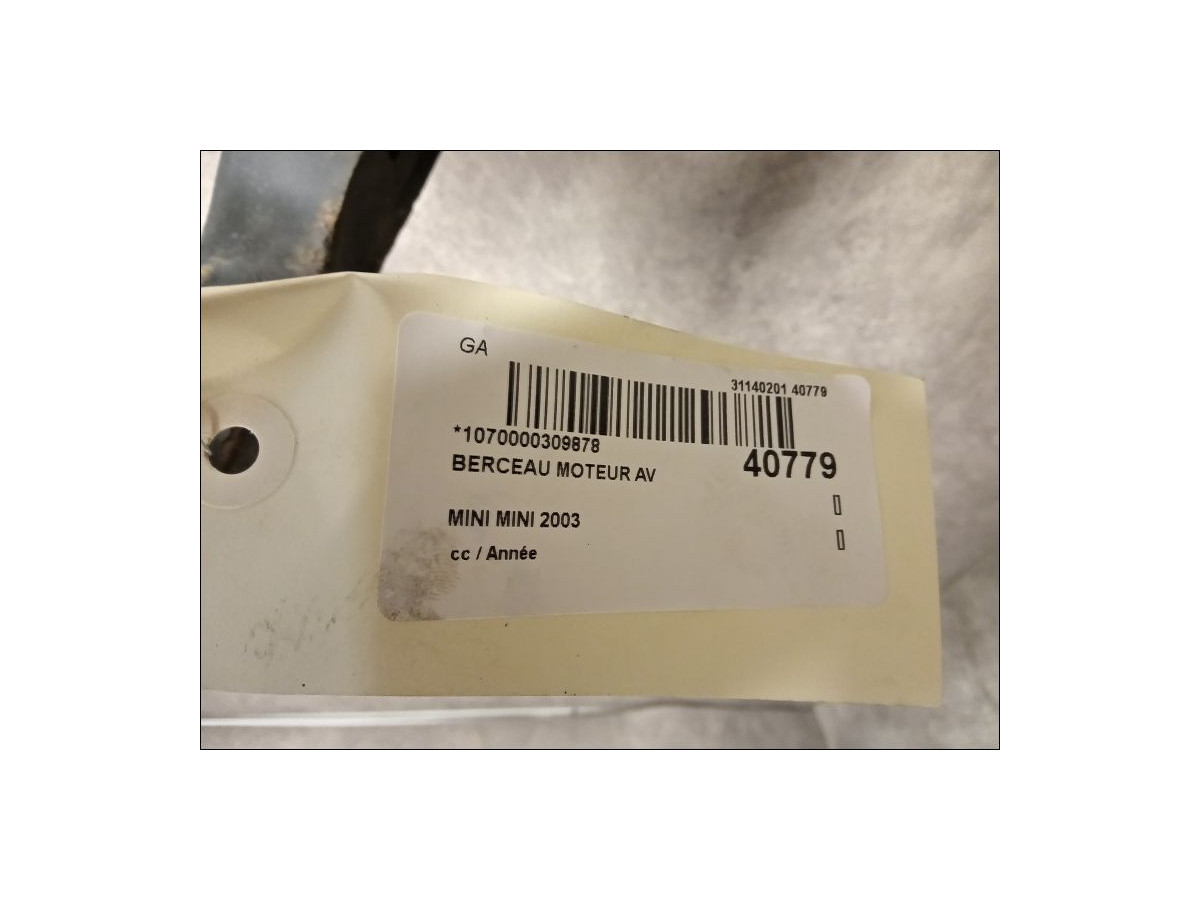 GA
31140201 40779
*1070000309878
40779
BERCEAU MOTEUR AV
MINI MINI 2003
cc / Année